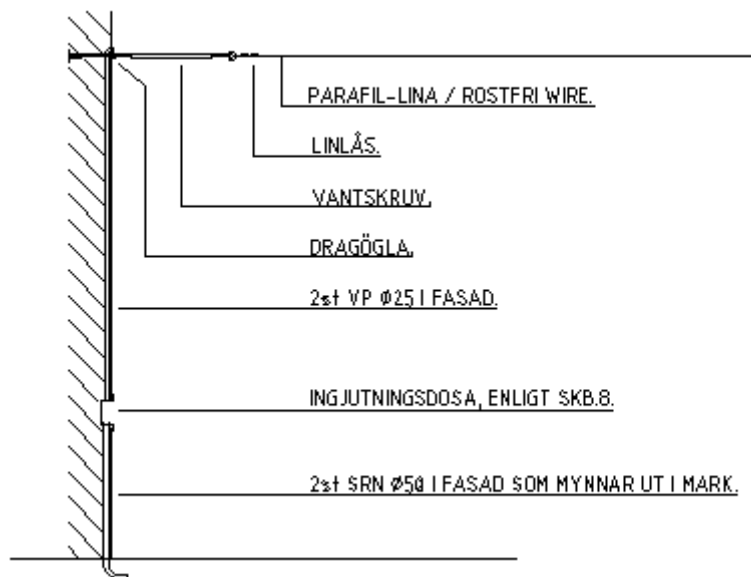 PARAFIL-LINA / ROSTFRI WIRE.
LINLÅS.
VANTSKRUV.
DRAGÖGLA.
2st VP Ø25 I FASAD.
INGJUTNINGSDOSA, ENLIGT SKB.8.
2st SRN Ø50 I FASAD SOM MYNNAR UT I MARK.